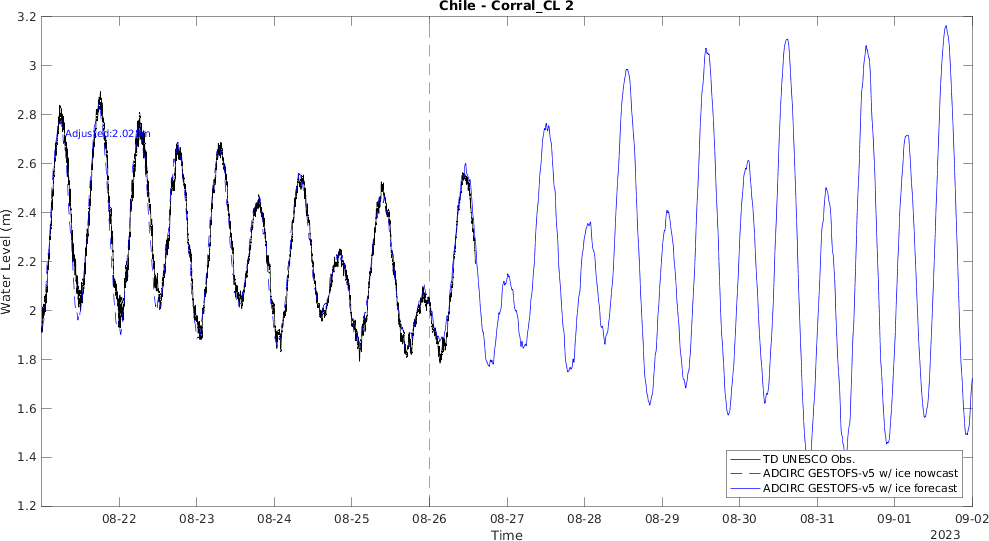 Chile - Corral_CL 2
3.2
3
2.8
2.6
2.4
2.2
2
1.8
1.6
1.4
1.2
Water Level (m)
TD UNESCO Obs.
ADCIRC GESTOFS-v5 w/ ice nowcast
ADCIRC GESTOFS-v5 w/ ice forecast
08-22 08-23 08-24 08-25 08-26 08-27 08-28 08-29 08-30 08-31 09-01 09-02
Time
2023